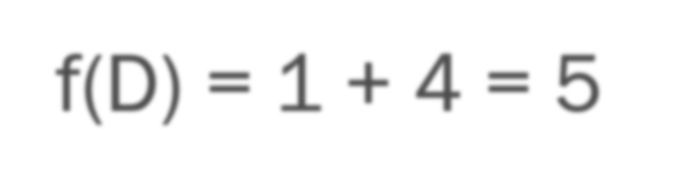 f(D) = 1 + 4 = 5